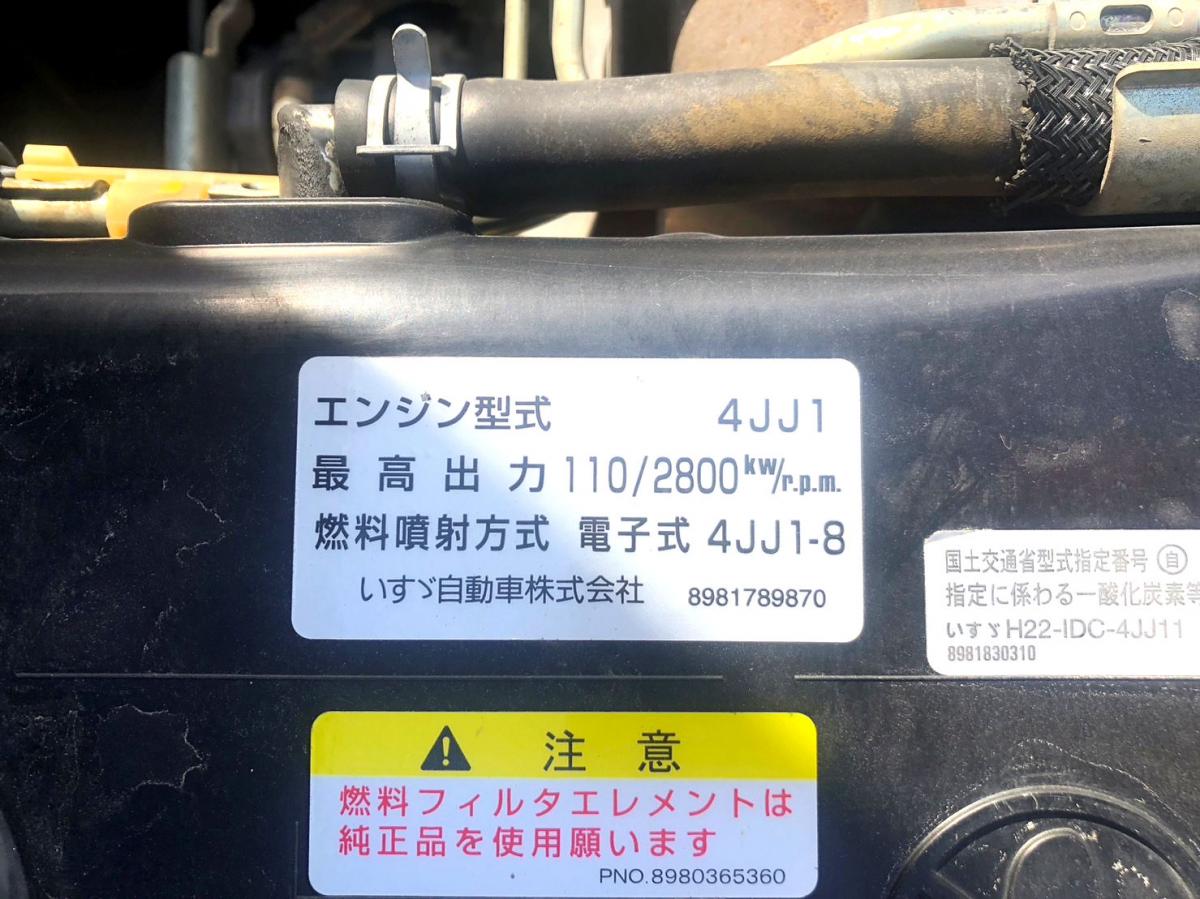 エンジン型式 4JJ1
最高出力 110/2800kW/r.p.m.
燃料噴射方式 電子式 4JJ1-8
いすゞ自動車株式会社 8981789870
国土交通省型式指定番号 自
指定に係わる一酸化炭素等
いすゞH22-IDC-4JJ11
8981830310
注意
燃料フィルタエレメントは
純正品を使用願います
PNO.8980365360